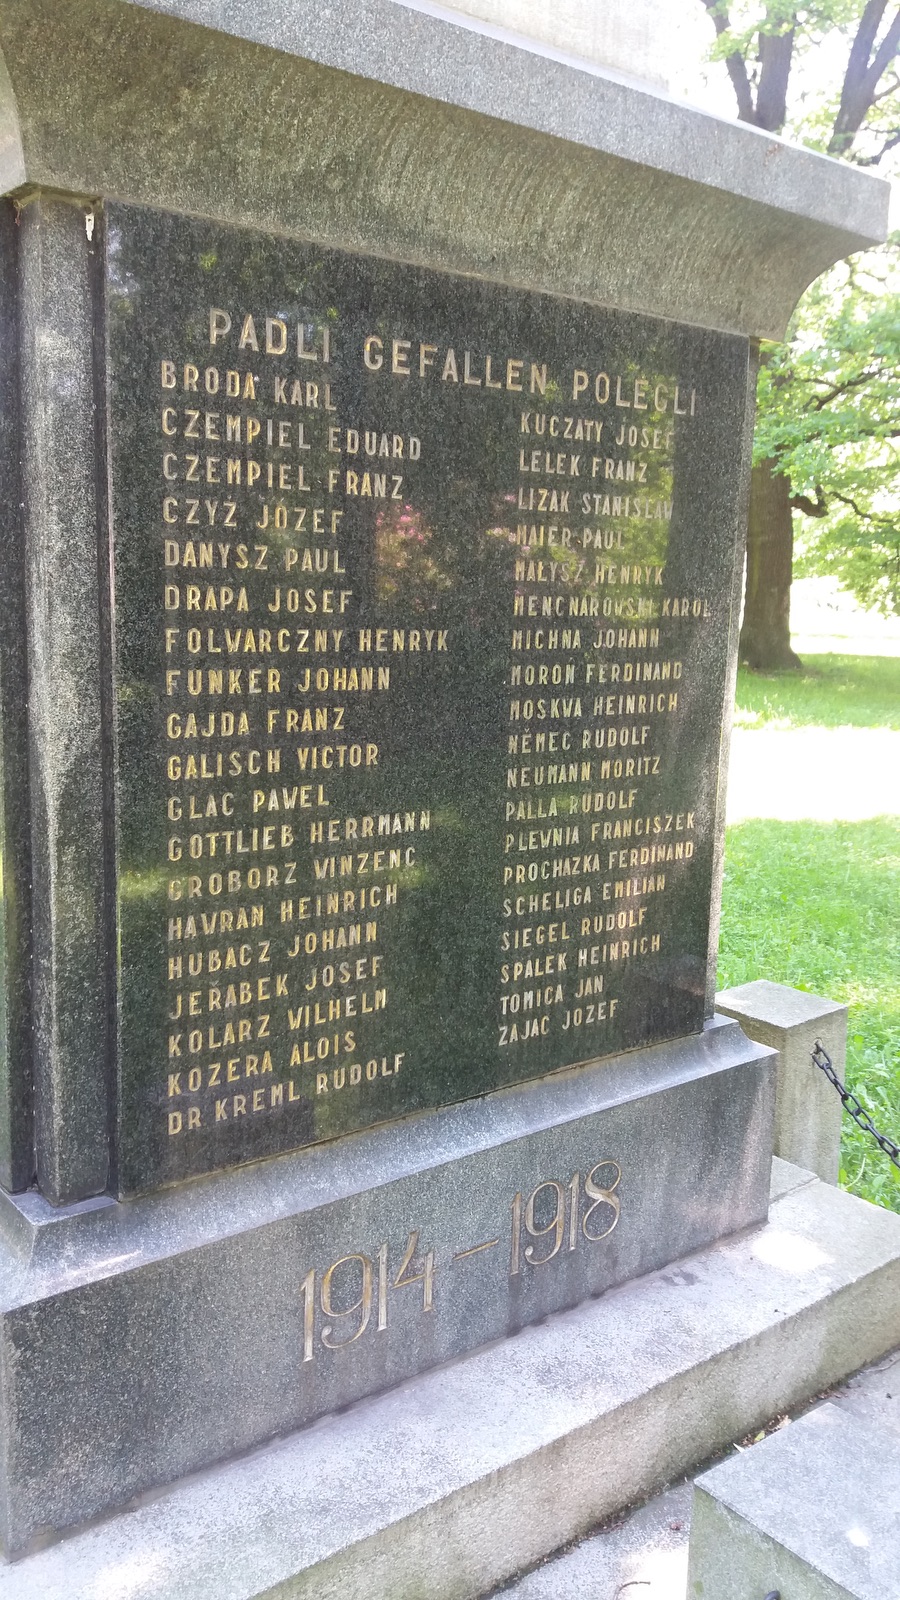 PADLI GEFALLEN POLEGLI
BRODA KARL
CZEMPIEL EDUARD
CZEMPIEL FRANZ
CZYŻ JÓZEF
DANYSZ PAUL
DRAPA JOSEF
FOLWARCZNY HENRYK
FUNKER JOHANN
GAJDA FRANZ
GALISCH VICTOR
GLAC PAWEL
GOTTLIEB HERRMANN
GROBORZ WINZENC
HAVRAN HEINRICH
HUBACZ JOHANN
JEŘABEK JOSEF
KOLARZ WILHELM
KOZERA ALOIS
DR KREML RUDOLF
KUCZATY JOSEF
LELEK FRANZ
LIZAK STANISŁAW
MAIER PAUL
MAŁYSZ HENRYK
MENCNAROWSKI KAROL
MICHNA JOHANN
MOROŃ FERDINAND
MOSKWA HEINRICH
NĚMEC RUDOLF
NEUMANN MORITZ
PALLA RUDOLF
PLEWNIA FRANCISZEK
PROCHAZKA FERDINAND
SCHELIGA EMILIAN
SIEGEL RUDOLF
SPALEK HEINRICH
TOMICA JAN
ZAJAC JOZEF
1914 – 1918